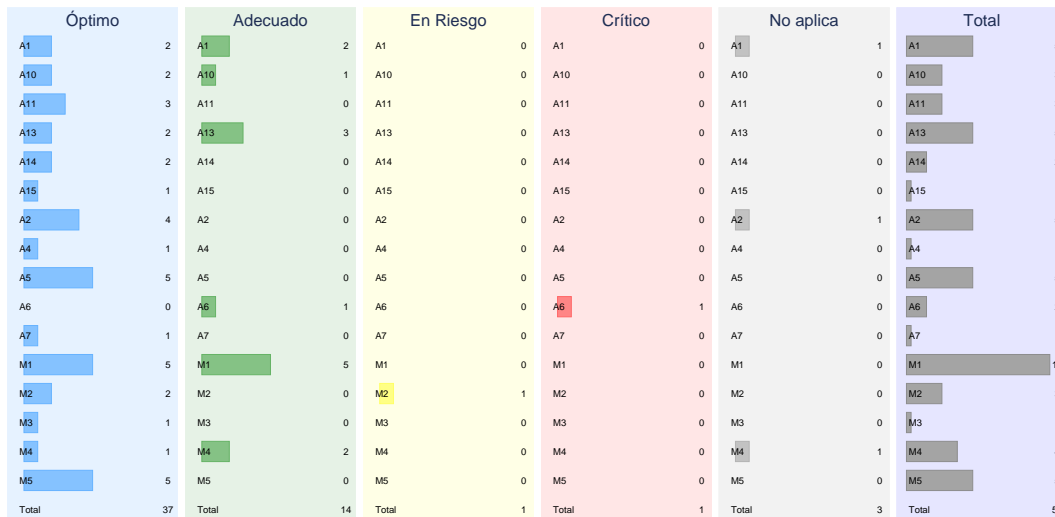 Óptimo Adecuado En Riesgo Crítico No aplica Total
A1 2 A1 2 A1 0 A1 0 A1 1 A1
A10 2 A10 1 A10 0 A10 0 A10 0 A10
A11 3 A11 0 A11 0 A11 0 A11 0 A11
A13 2 A13 3 A13 0 A13 0 A13 0 A13
A14 2 A14 0 A14 0 A14 0 A14 0 A14
A15 1 A15 0 A15 0 A15 0 A15 0 A15
A2 4 A2 0 A2 0 A2 0 A2 1 A2
A4 1 A4 0 A4 0 A4 0 A4 0 A4
A5 5 A5 0 A5 0 A5 0 A5 0 A5
A6 0 A6 1 A6 0 A6 1 A6 0 A6
A7 1 A7 0 A7 0 A7 0 A7 0 A7
M1 5 M1 5 M1 0 M1 0 M1 0 M1
M2 2 M2 0 M2 1 M2 0 M2 0 M2
M3 1 M3 0 M3 0 M3 0 M3 0 M3
M4 1 M4 2 M4 0 M4 0 M4 1 M4
M5 5 M5 0 M5 0 M5 0 M5 0 M5
Total 37 Total 14 Total 1 Total 1 Total 3 Total